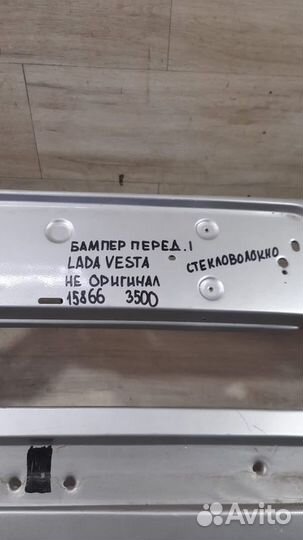 БАМПЕР ПЕРЕД. 1
LADA VESTA
НЕ ОРИГИНАЛ
15866 3500
СТЕКЛОВОЛОКНО
Avito